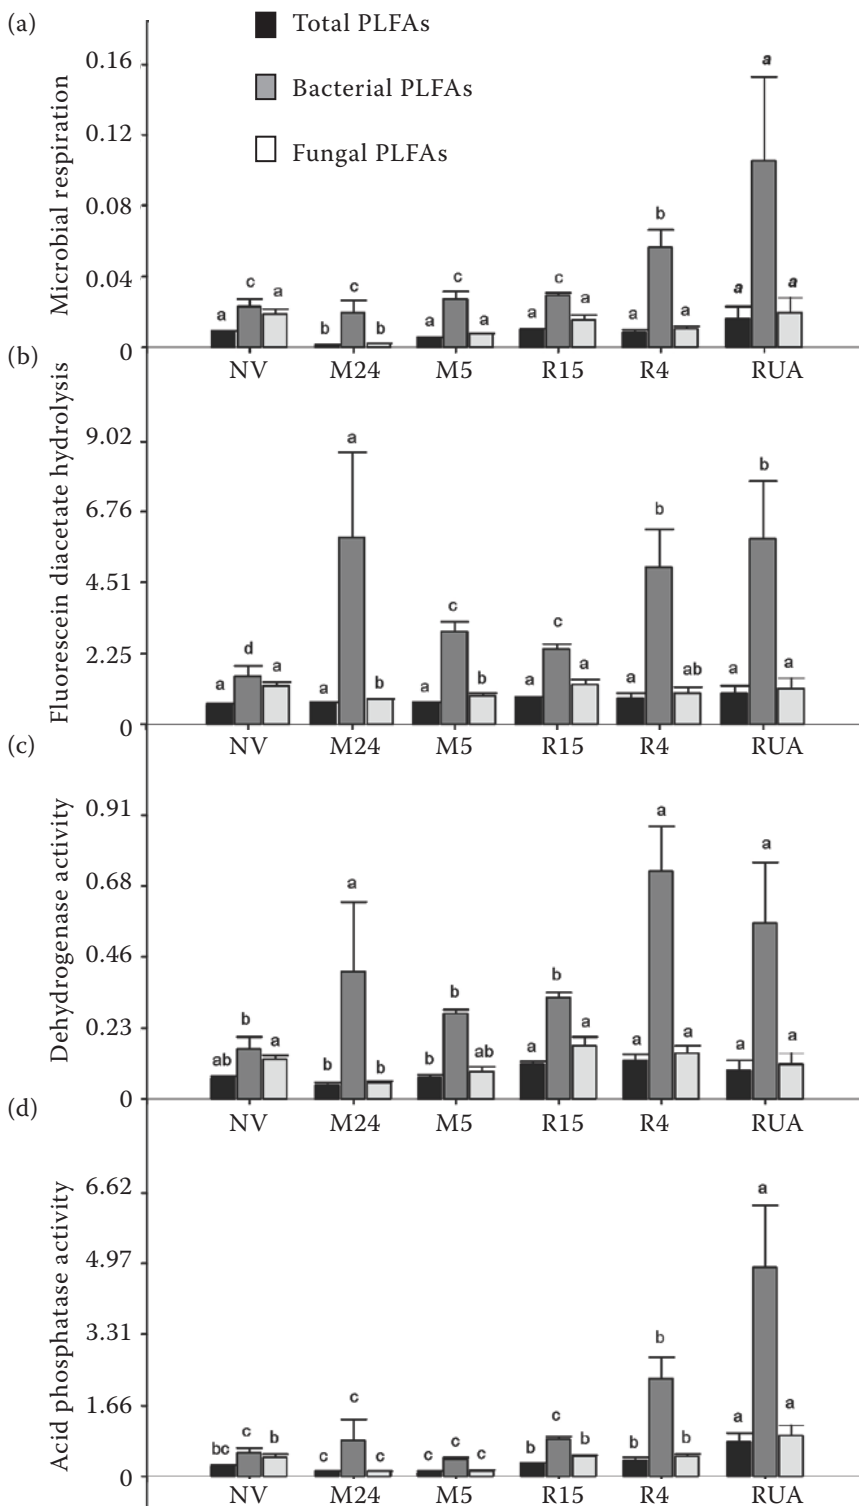 (a)
Total PLFAs
Bacterial PLFAs
Fungal PLFAs
Microbial respiration
0.16
0.12
0.08
0.04
0
a c a b c b a c a a c a a b a a a a
NV M24 M5 R15 R4 RUA
(b)
Fluorescein diacetate hydrolysis
9.02
6.76
4.51
2.25
0
a d a a a b a c b a c a a b ab a b a
NV M24 M5 R15 R4 RUA
(c)
Dehydrogenase activity
0.91
0.68
0.46
0.23
0
ab b a b a b b b ab a b a a a a a a a
NV M24 M5 R15 R4 RUA
(d)
Acid phosphatase activity
6.62
4.97
3.31
1.66
0
bc c b c c c c c c b c b b b b a a a
NV M24 M5 R15 R4 RUA